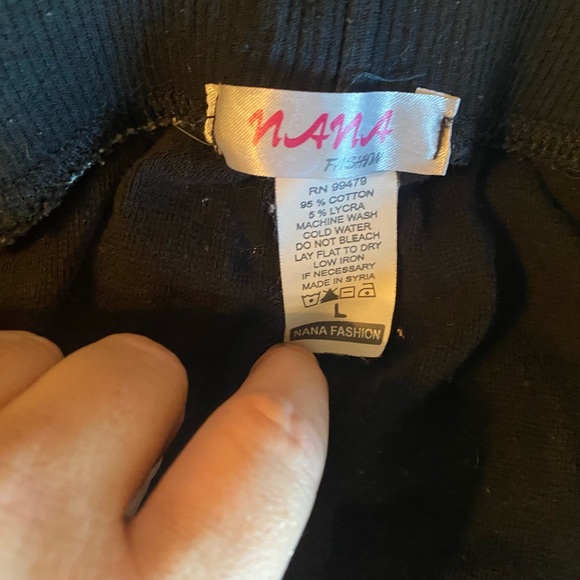 NANA
FASHION
RN 99479
95 % COTTON
5 % LYCRA
MACHINE WASH
COLD WATER
DO NOT BLEACH
LAY FLAT TO DRY
LOW IRON
IF NECESSARY
MADE IN SYRIA
L
NANA FASHION